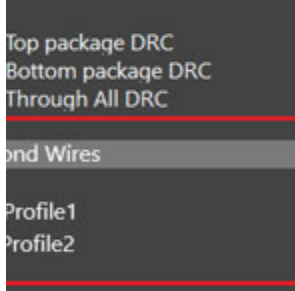 Top package DRC
Bottom package DRC
Through All DRC
ond Wires
Profile1
Profile2